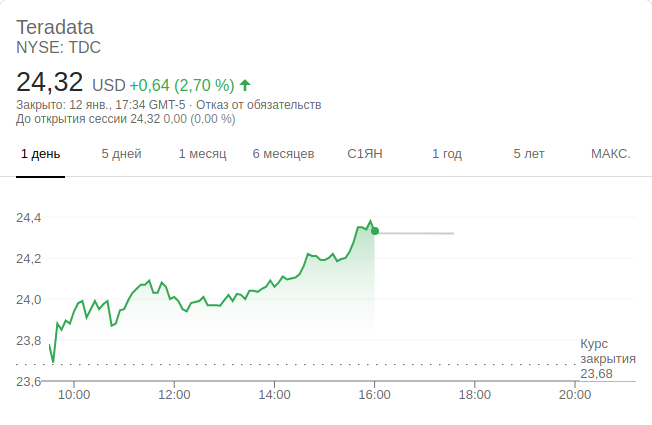 Teradata
NYSE: TDC
24,32 USD +0,64 (2,70 %)
Закрыто: 12 янв., 17:34 GMT-5 · Отказ от обязательств
До открытия сессии 24,32 0,00 (0,00 %)
1 день 5 дней 1 месяц 6 месяцев С1ЯН 1 год 5 лет МАКС.
24,4
24,2
24,0
23,8
Курс
закрытия
23,68
23,6
10:00 12:00 14:00 16:00 18:00 20:00